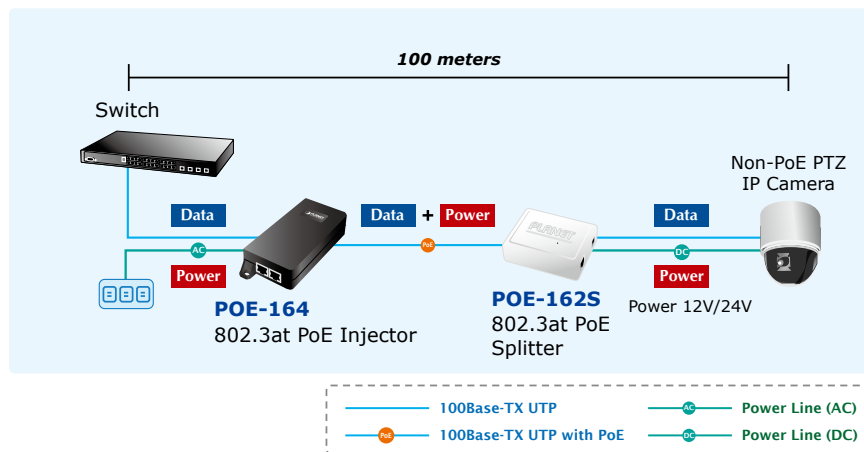 100 meters
Switch
Non-PoE PTZ
IP Camera
Data
Data + Power
Data
PLANET
PLANET
AC
PoE
DC
Power
Power
POE-164
802.3at PoE Injector
POE-162S
802.3at PoE
Splitter
Power 12V/24V
100Base-TX UTP
AC
Power Line (AC)
PoE
100Base-TX UTP with PoE
DC
Power Line (DC)